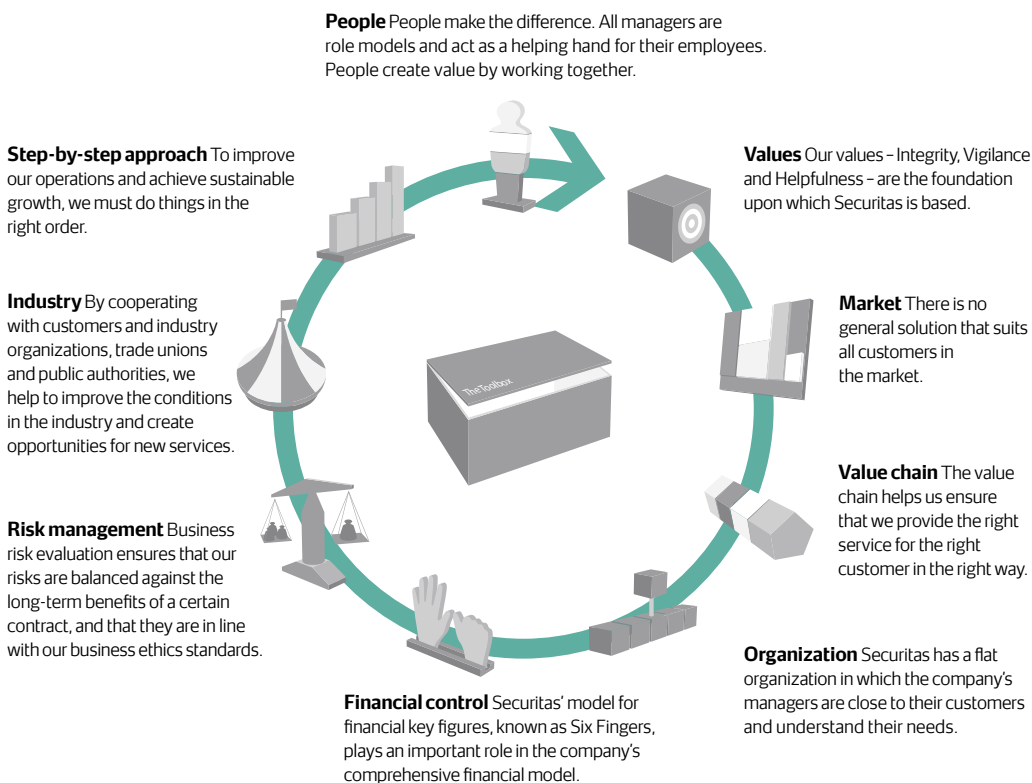 People People make the difference. All managers are
role models and act as a helping hand for their employees.
People create value by working together.
Values Our values – Integrity, Vigilance
and Helpfulness – are the foundation
upon which Securitas is based.
Market There is no
general solution that suits
all customers in
the market.
Value chain The value
chain helps us ensure
that we provide the right
service for the right
customer in the right way.
Organization Securitas has a flat
organization in which the company’s
managers are close to their customers
and understand their needs.
Financial control Securitas’ model for
financial key figures, known as Six Fingers,
plays an important role in the company’s
comprehensive financial model.
Risk management Business
risk evaluation ensures that our
risks are balanced against the
long-term benefits of a certain
contract, and that they are in line
with our business ethics standards.
Industry By cooperating
with customers and industry
organizations, trade unions
and public authorities, we
help to improve the conditions
in the industry and create
opportunities for new services.
Step-by-step approach To improve
our operations and achieve sustainable
growth, we must do things in the
right order.
The Toolbox